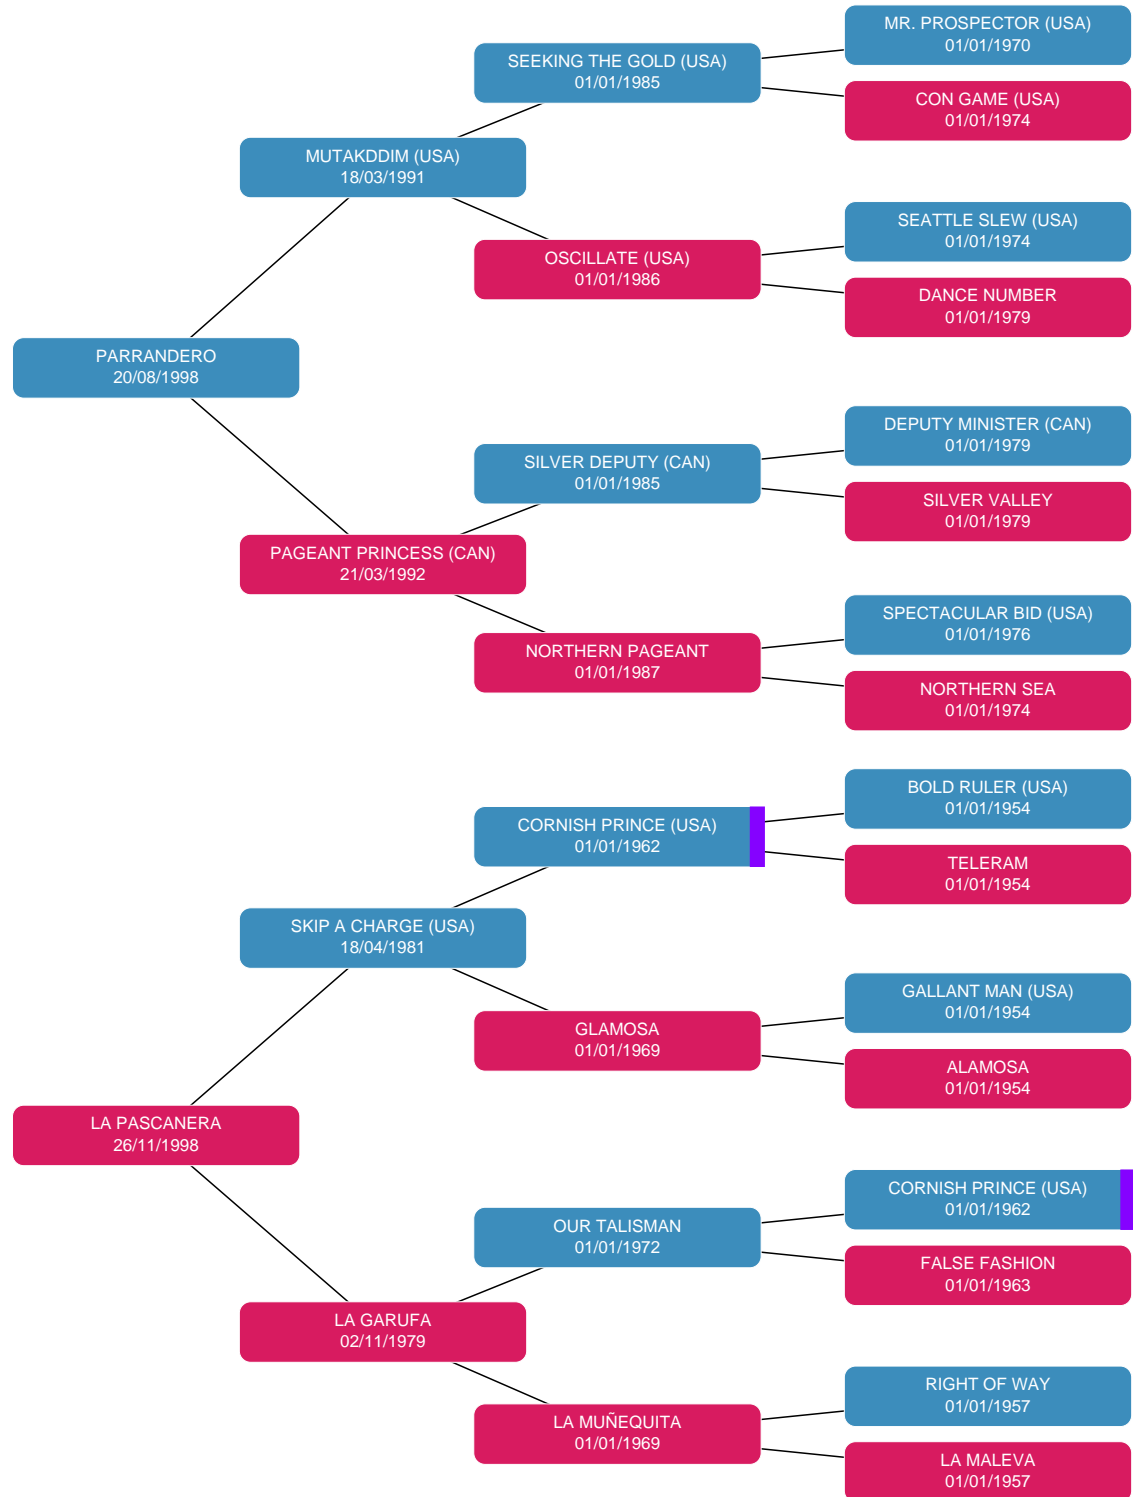 MR. PROSPECTOR (USA)
01/01/1970
SEEKING THE GOLD (USA)
01/01/1985
CON GAME (USA)
01/01/1974
MUTAKDDIM (USA)
18/03/1991
SEATTLE SLEW (USA)
01/01/1974
OSCILLATE (USA)
01/01/1986
DANCE NUMBER
01/01/1979
PARRANDERO
20/08/1998
DEPUTY MINISTER (CAN)
01/01/1979
SILVER DEPUTY (CAN)
01/01/1985
SILVER VALLEY
01/01/1979
PAGEANT PRINCESS (CAN)
21/03/1992
SPECTACULAR BID (USA)
01/01/1976
NORTHERN PAGEANT
01/01/1987
NORTHERN SEA
01/01/1974
BOLD RULER (USA)
01/01/1954
CORNISH PRINCE (USA)
01/01/1962
TELERAM
01/01/1954
SKIP A CHARGE (USA)
18/04/1981
GALLANT MAN (USA)
01/01/1954
GLAMOSA
01/01/1969
ALAMOSA
01/01/1954
LA PASCANERA
26/11/1998
CORNISH PRINCE (USA)
01/01/1962
OUR TALISMAN
01/01/1972
FALSE FASHION
01/01/1963
LA GARUFA
02/11/1979
RIGHT OF WAY
01/01/1957
LA MUÑEQUITA
01/01/1969
LA MALEVA
01/01/1957